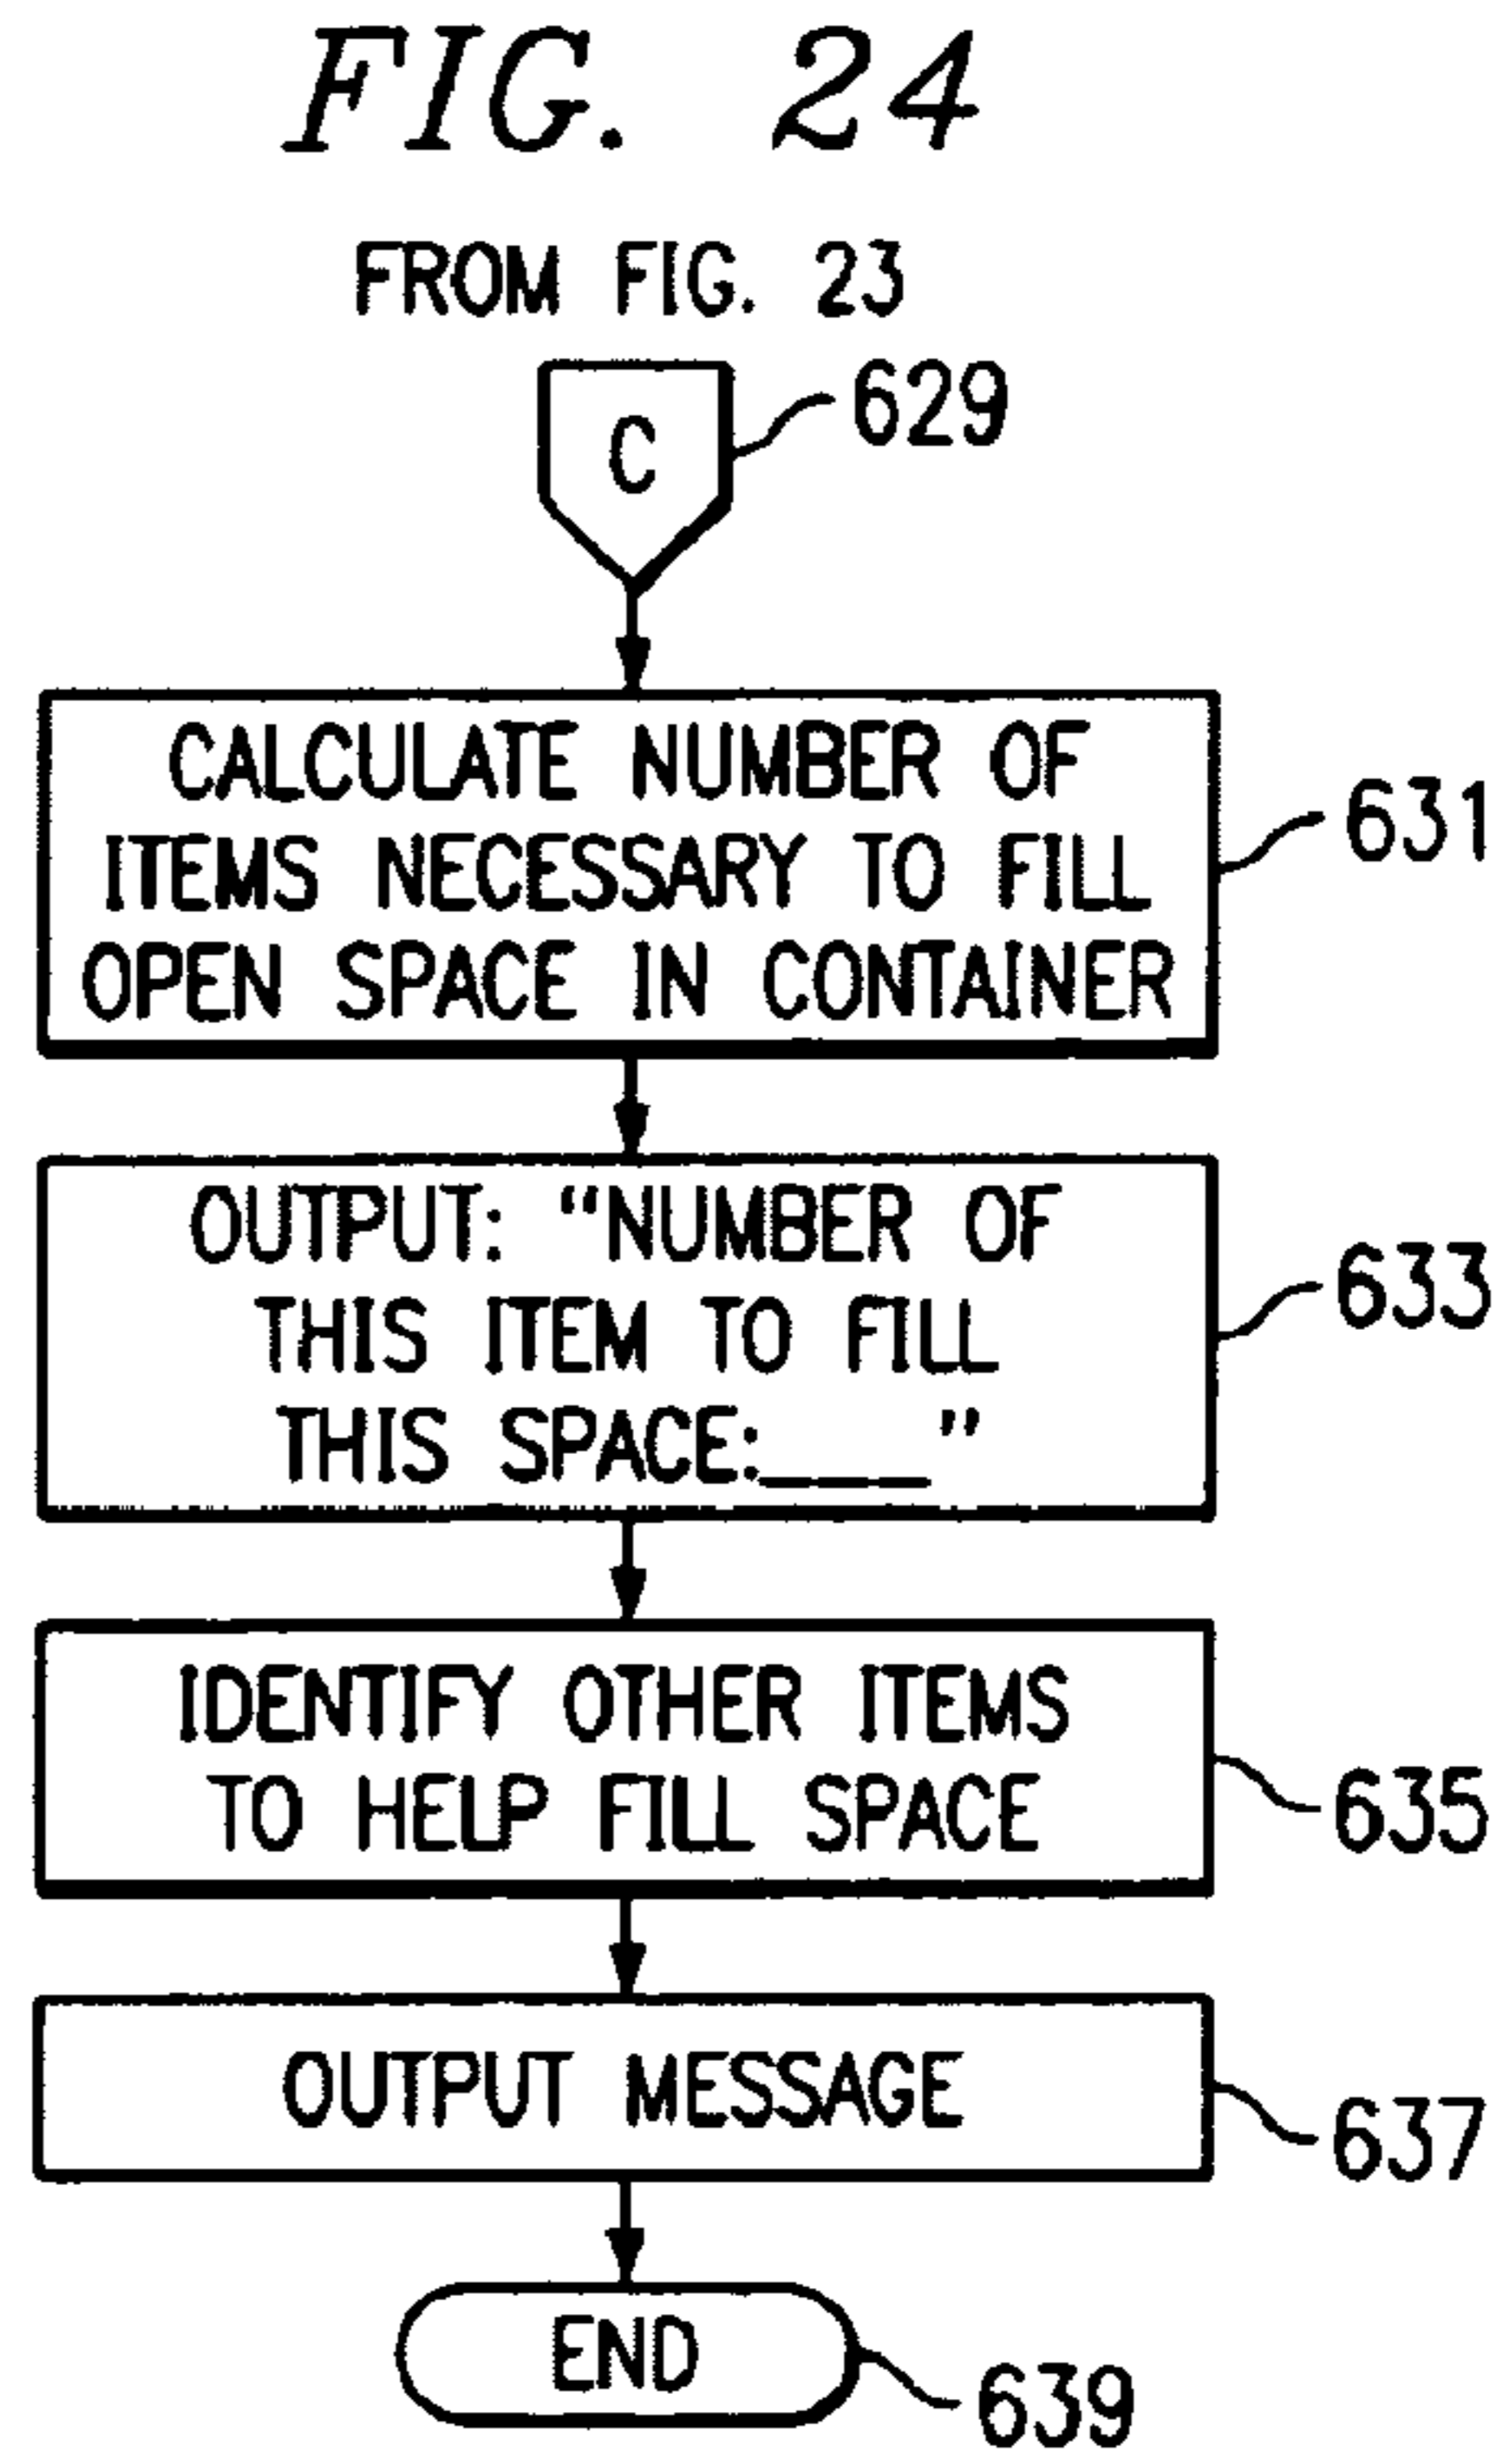 FIG. 24
FROM FIG. 23
C
629
CALCULATE NUMBER OF
ITEMS NECESSARY TO FILL
OPEN SPACE IN CONTAINER
631
OUTPUT: "NUMBER OF
THIS ITEM TO FILL
THIS SPACE:____ "
633
IDENTIFY OTHER ITEMS
TO HELP FILL SPACE
635
OUTPUT MESSAGE
637
END
639